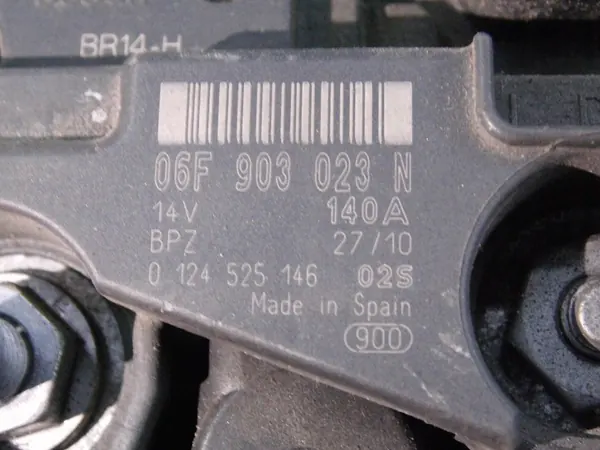 BR14-H
06F 903 023 N
14V 140A
BPZ 27/10
0 124 525 146 02S
Made in Spain
900